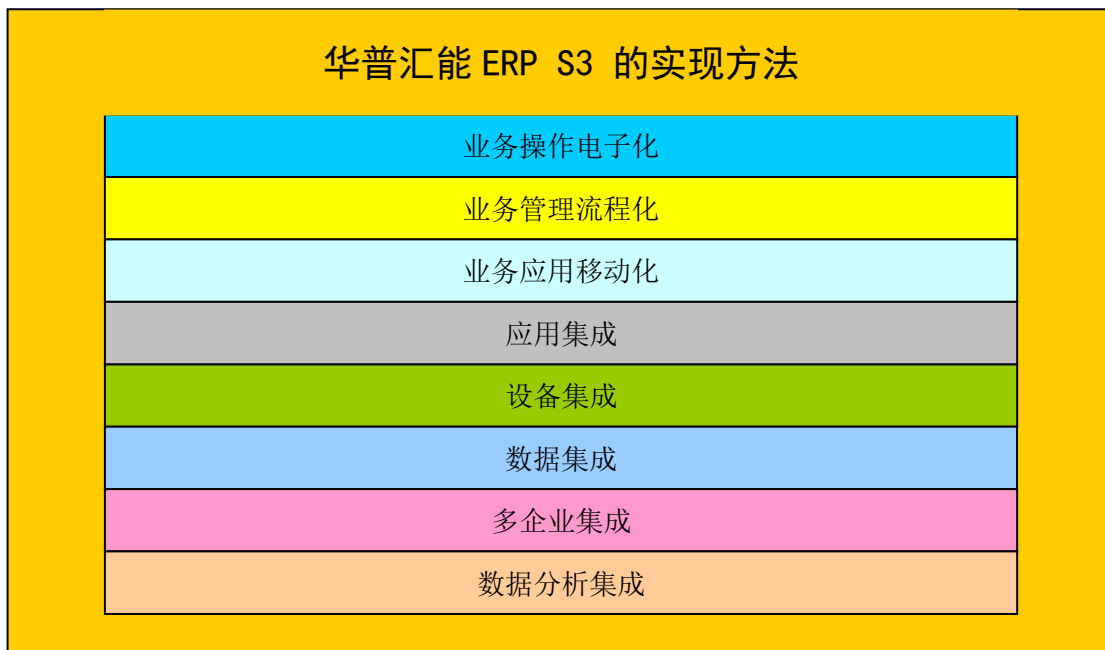 华普汇能 ERP S3 的实现方法
业务操作电子化
业务管理流程化
业务应用移动化
应用集成
设备集成
数据集成
多企业集成
数据分析集成